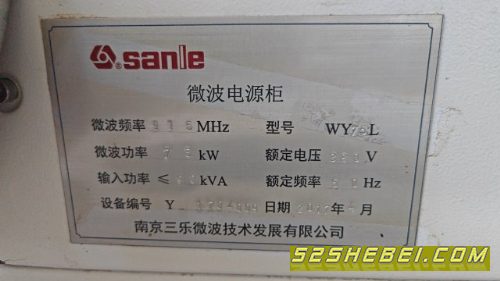 sanle
微波电源柜
微波频率 MHz 型号 WY L
微波功率 kW 额定电压 V
输入功率 ≤ kVA 额定频率 Hz
设备编号 Y 日期 年 月
南京三乐微波技术发展有限公司
52SHEBEI.COM